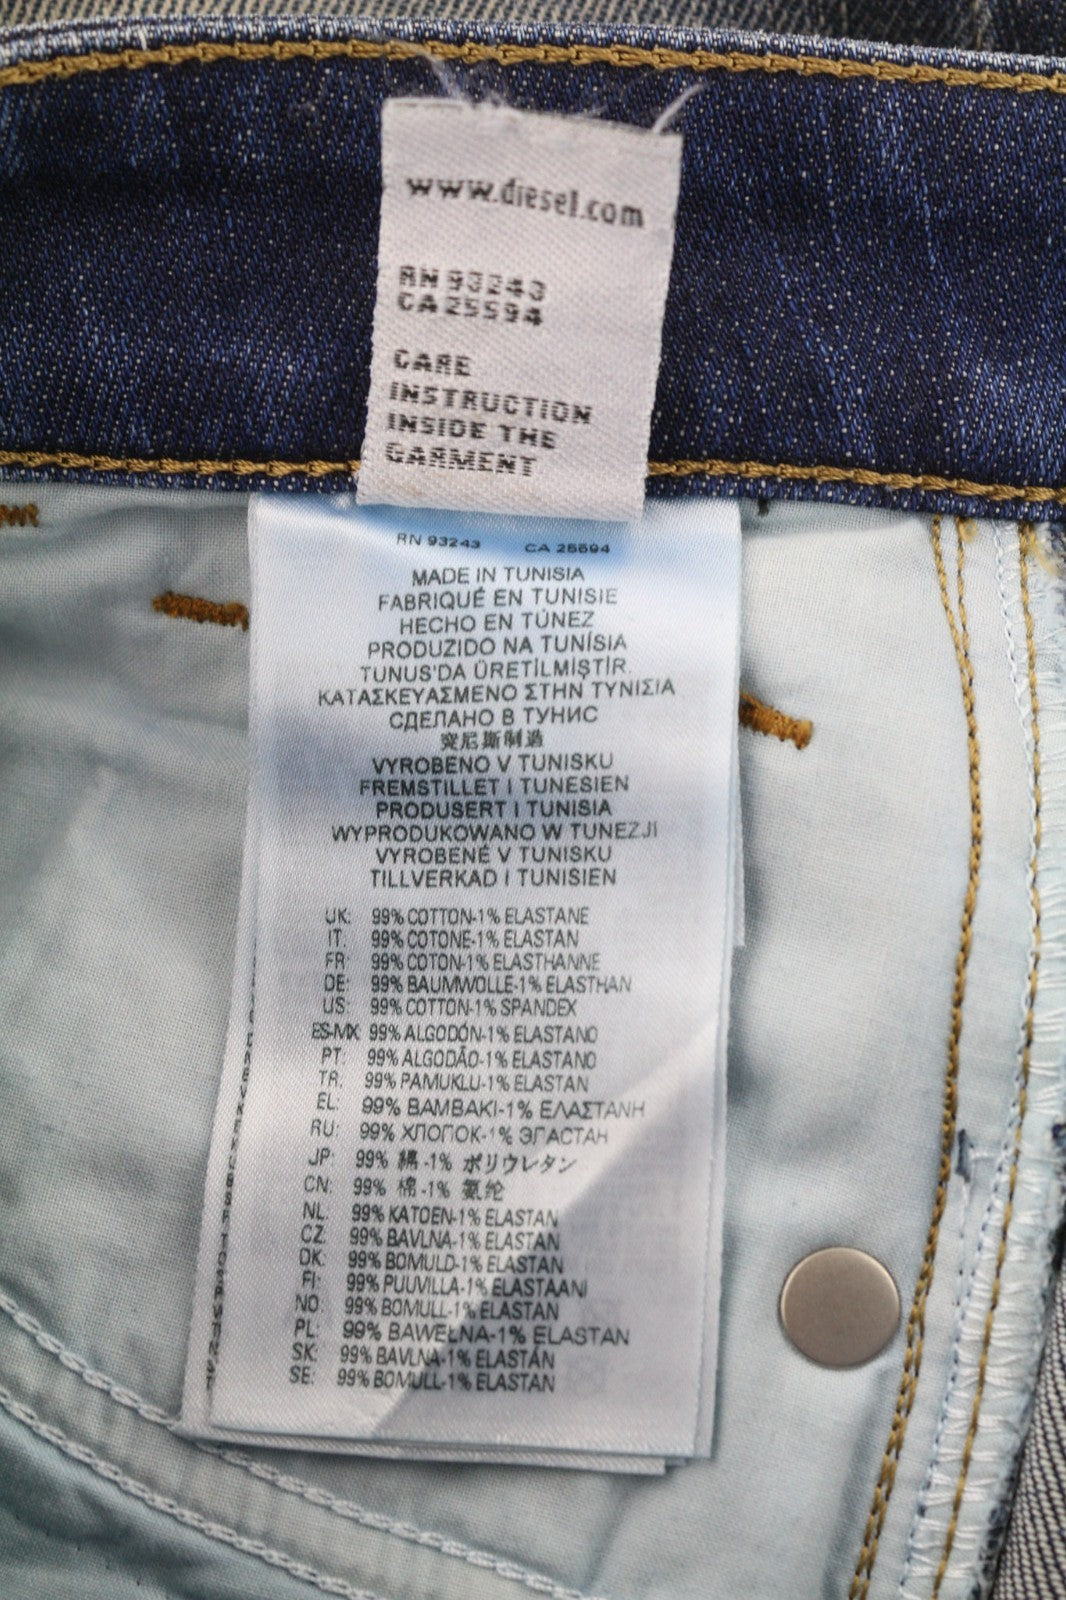 www.diesel.com
RN 93243
CA 25594
CARE
INSTRUCTION
INSIDE THE
GARMENT
RN 93243 CA 25594
MADE IN TUNISIA
FABRIQUÉ EN TUNISIE
HECHO EN TÚNEZ
PRODUZIDO NA TUNÍSIA
TUNUS'DA ÜRETİLMİŞTİR.
ΚΑΤΑΣΚΕΥΑΣΜΕΝΟ ΣΤΗΝ ΤΥΝΙΣΙΑ
СДЕЛАНО В ТУНИС
突尼斯制造
VYROBENO V TUNISKU
FREMSTILLET I TUNESIEN
PRODUSERT I TUNISIA
WYPRODUKOWANO W TUNEZJI
VYROBENÉ V TUNISKU
TILLVERKAD I TUNISIEN
UK: 99% COTTON-1% ELASTANE
IT: 99% COTONE-1% ELASTAN
FR: 99% COTON-1% ELASTHANNE
DE: 99% BAUMWOLLE-1% ELASTHAN
US: 99% COTTON-1% SPANDEX
ES-MX: 99% ALGODÓN-1% ELASTANO
PT: 99% ALGODÃO-1% ELASTANO
TR: 99% PAMUKLU-1% ELASTAN
EL: 99% ΒΑΜΒΑΚΙ-1% ΕΛΑΣΤΑΝΗ
RU: 99% ХЛОПОК-1% ЭГАСТАН
JP: 99% 綿 -1% ポリウレタン
CN: 99% 棉 -1% 氨纶
NL: 99% KATOEN-1% ELASTAN
CZ: 99% BAVLNA-1% ELASTAN
DK: 99% BOMULD-1% ELASTAN
FI: 99% PUUVILLA-1% ELASTAANI
NO: 99% BOMULL-1% ELASTAN
PL: 99% BAWEŁNA-1% ELASTAN
SK: 99% BAVLNA-1% ELASTÁN
SE: 99% BOMULL-1% ELASTAN